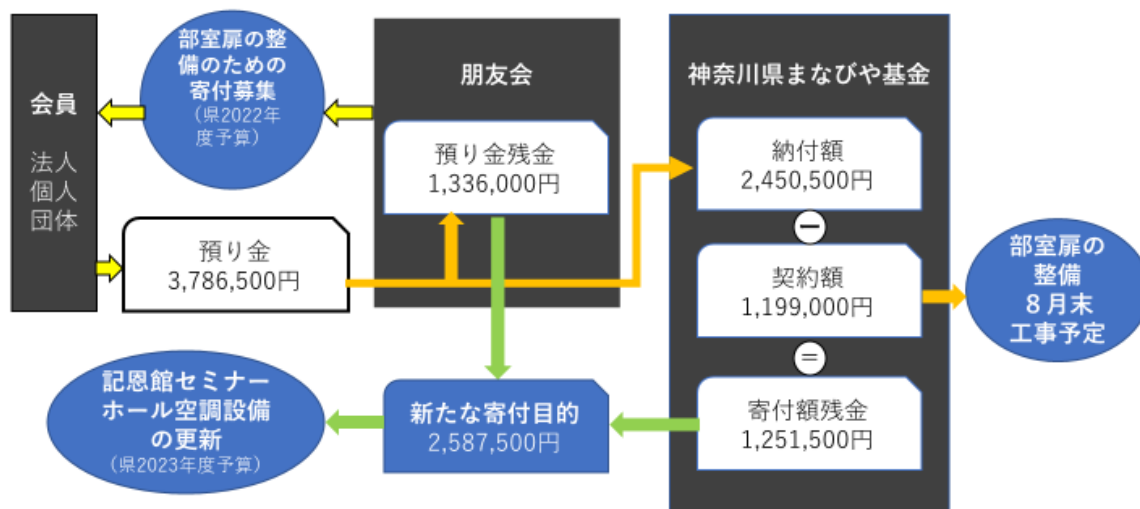 会員
法人
個人
団体
部室扉の整
備のための
寄付募集
（県2022年
度予算）
預り金
3,786,500円
朋友会
預り金残金
1,336,000円
神奈川県まなびや基金
納付額
2,450,500円
−
契約額
1,199,000円
=
寄付額残金
1,251,500円
部室扉の
整備
８月末
工事予定
新たな寄付目的
2,587,500円
記恩館セミナー
ホール空調設備
の更新
（県2023年度予算）